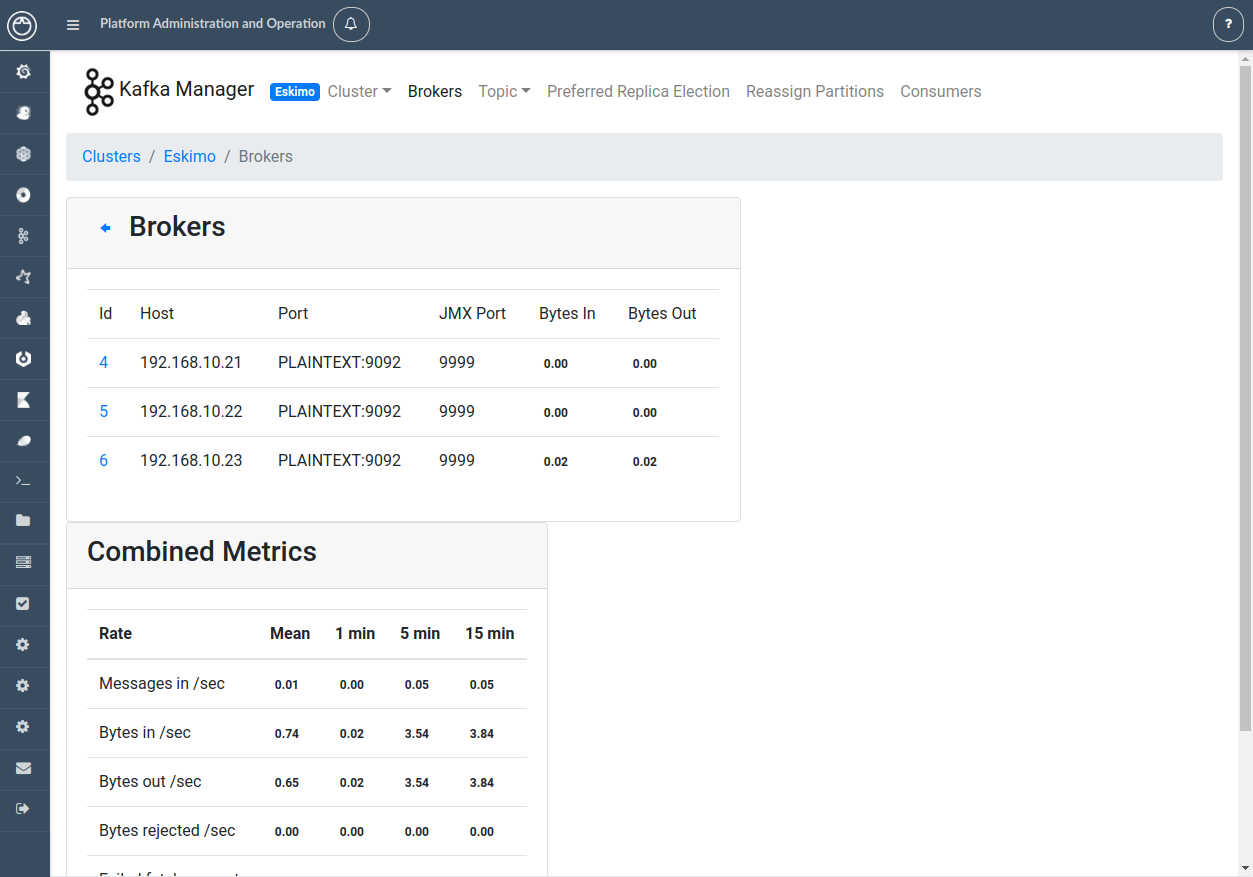 Platform Administration and Operation ?
Kafka Manager Eskimo Cluster Brokers Topic Preferred Replica Election Reassign Partitions Consumers
Clusters / Eskimo / Brokers
Brokers
Id Host Port JMX Port Bytes In Bytes Out
4 192.168.10.21 PLAINTEXT:9092 9999 0.00 0.00
5 192.168.10.22 PLAINTEXT:9092 9999 0.00 0.00
6 192.168.10.23 PLAINTEXT:9092 9999 0.02 0.02
Combined Metrics
Rate Mean 1 min 5 min 15 min
Messages in /sec 0.01 0.00 0.05 0.05
Bytes in /sec 0.74 0.02 3.54 3.84
Bytes out /sec 0.65 0.02 3.54 3.84
Bytes rejected /sec 0.00 0.00 0.00 0.00